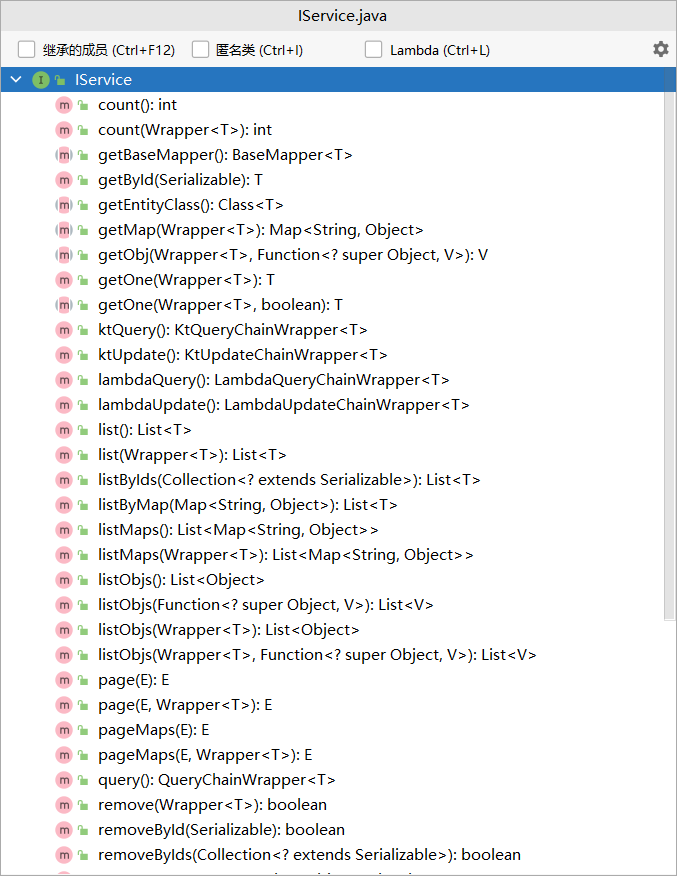 IService.java
继承的成员 (Ctrl+F12) 匿名类 (Ctrl+I) Lambda (Ctrl+L)
I IService
m count(): int
m count(Wrapper<T>): int
m getBaseMapper(): BaseMapper<T>
m getById(Serializable): T
m getEntityClass(): Class<T>
m getMap(Wrapper<T>): Map<String, Object>
m getObj(Wrapper<T>, Function<? super Object, V>): V
m getOne(Wrapper<T>): T
m getOne(Wrapper<T>, boolean): T
m ktQuery(): KtQueryChainWrapper<T>
m ktUpdate(): KtUpdateChainWrapper<T>
m lambdaQuery(): LambdaQueryChainWrapper<T>
m lambdaUpdate(): LambdaUpdateChainWrapper<T>
m list(): List<T>
m list(Wrapper<T>): List<T>
m listByIds(Collection<? extends Serializable>): List<T>
m listByMap(Map<String, Object>): List<T>
m listMaps(): List<Map<String, Object>>
m listMaps(Wrapper<T>): List<Map<String, Object>>
m listObjs(): List<Object>
m listObjs(Function<? super Object, V>): List<V>
m listObjs(Wrapper<T>): List<Object>
m listObjs(Wrapper<T>, Function<? super Object, V>): List<V>
m page(E): E
m page(E, Wrapper<T>): E
m pageMaps(E): E
m pageMaps(E, Wrapper<T>): E
m query(): QueryChainWrapper<T>
m remove(Wrapper<T>): boolean
m removeById(Serializable): boolean
m removeByIds(Collection<? extends Serializable>): boolean